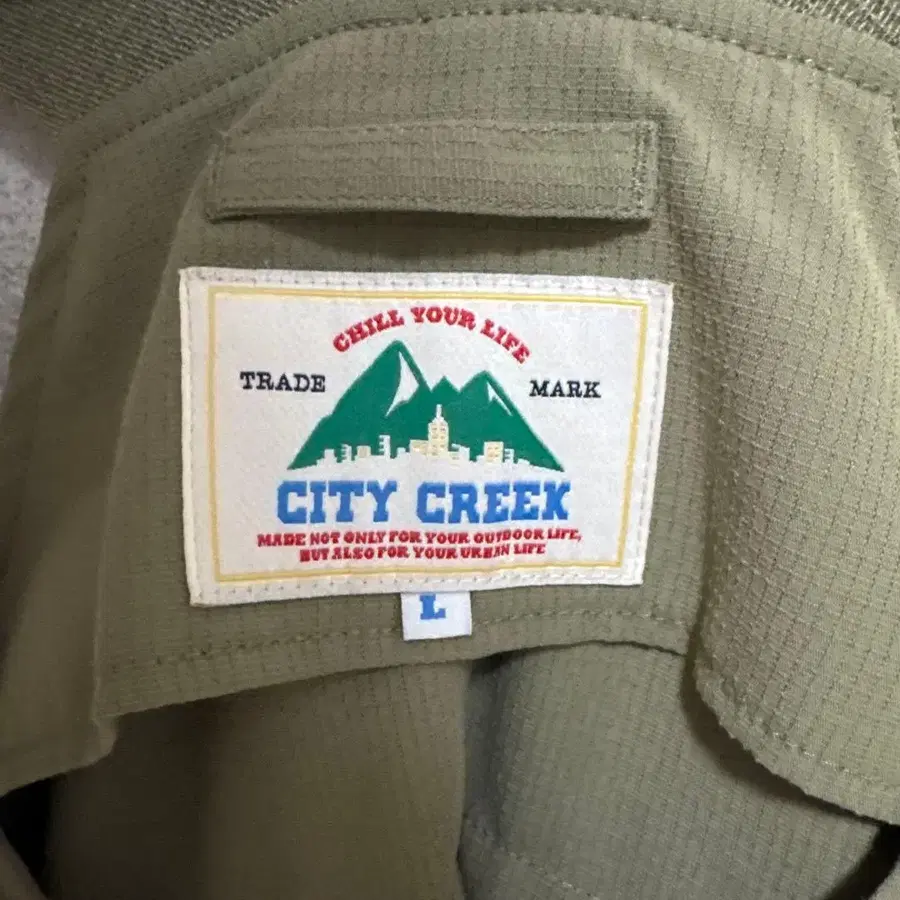 CHILL YOUR LIFE
TRADE MARK
CITY CREEK
MADE NOT ONLY FOR YOUR OUTDOOR LIFE,
BUT ALSO FOR YOUR URBAN LIFE
L